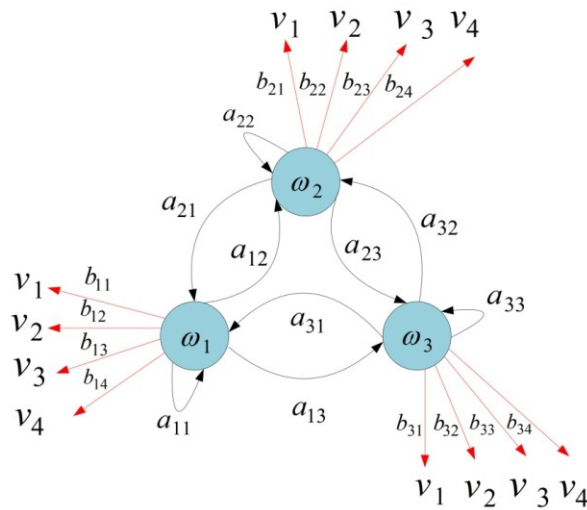 v₁ v₂ v₃ v₄
b₂₁ b₂₂ b₂₃ b₂₄
a₂₂
ω₂
a₂₁ a₁₂ a₂₃ a₃₂
v₁ b₁₁
v₂ b₁₂
v₃ b₁₃
v₄ b₁₄
ω₁
a₁₁
a₃₁
a₁₃
ω₃
a₃₃
b₃₁ b₃₂ b₃₃ b₃₄
v₁ v₂ v₃ v₄